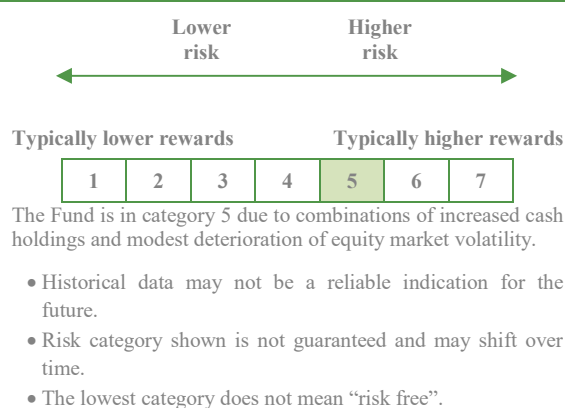 Lower Higher
risk risk
Typically lower rewards Typically higher rewards
1 2 3 4 5 6 7
The Fund is in category 5 due to combinations of increased cash
holdings and modest deterioration of equity market volatility.
• Historical data may not be a reliable indication for the
future.
• Risk category shown is not guaranteed and may shift over
time.
• The lowest category does not mean “risk free”.